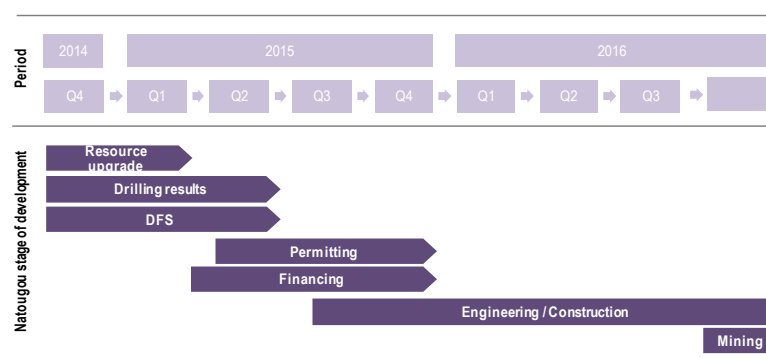 Period
2014
2015
2016
Q4
Q1
Q2
Q3
Q4
Q1
Q2
Q3
Natougou stage of development
Resource
upgrade
Drilling results
DFS
Permitting
Financing
Engineering / Construction
Mining